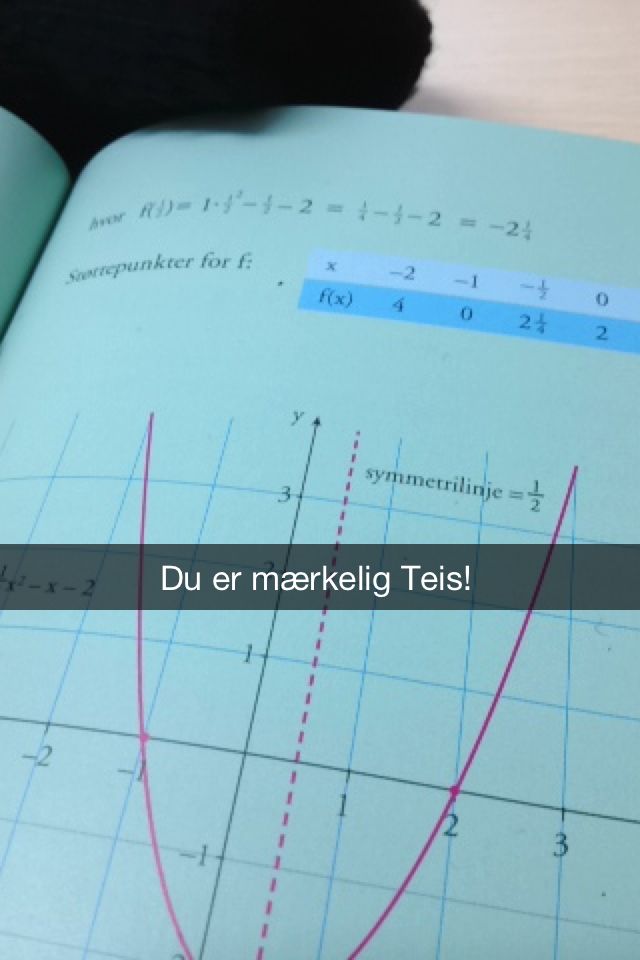 hvor f(½) = 1·½² − ½ − 2 = ¼ − ½ − 2 = −2¼
Støttepunkter for f:
x −2 −1 −½ 0
f(x) 4 0 2¼ 2
y
symmetrilinje = ½
3
2
x² − x − 2
Du er mærkelig Teis!
1
−2 −1 1 2 3
−1